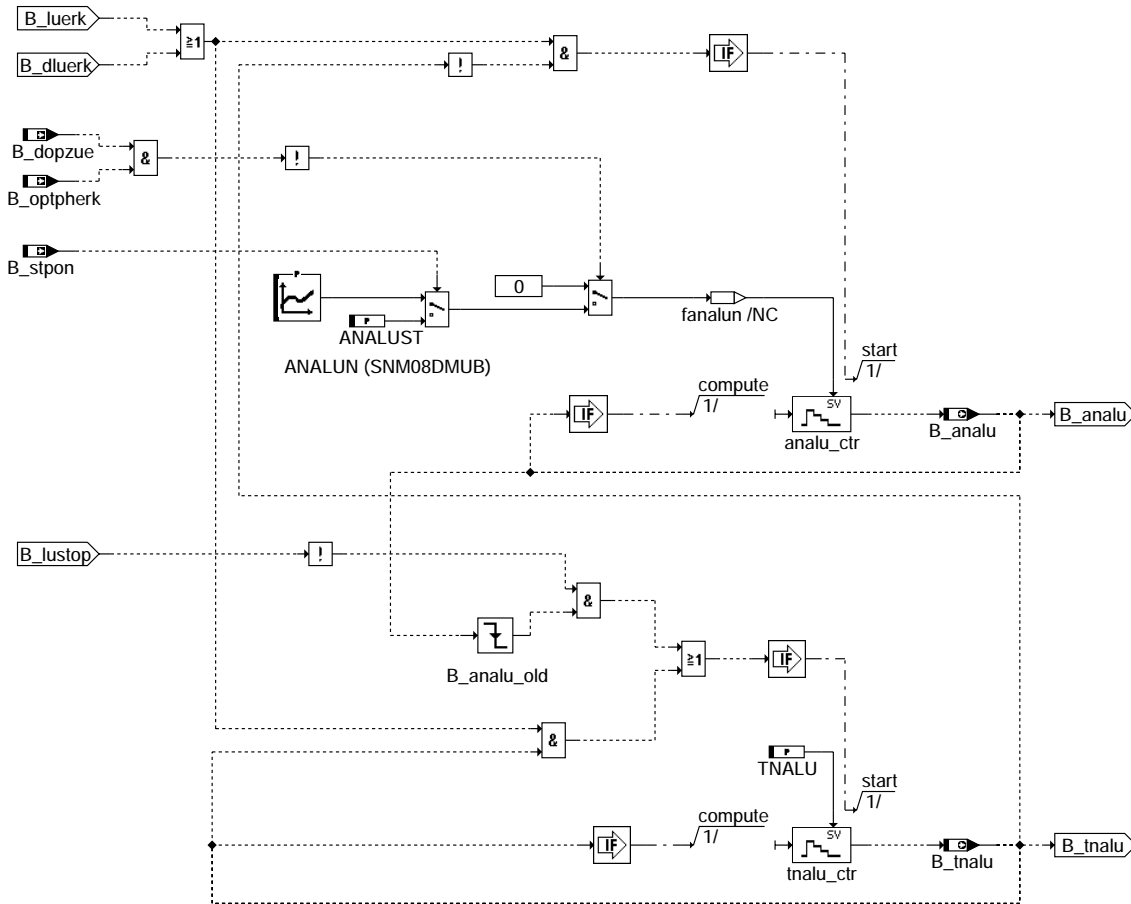 B_luerk
≥1
B_dluerk
!
&
IF
B_dopzue
&
!
B_optpherk
B_stpon
P
0
P
ANALUST
ANALUN (SNM08DMUB)
fanalun /NC
start
1/
compute
1/
IF
SV
analu_ctr
B_analu
B_analu
B_lustop
!
&
B_analu_old
≥1
IF
&
P
TNALU
start
1/
compute
1/
IF
SV
tnalu_ctr
B_tnalu
B_tnalu